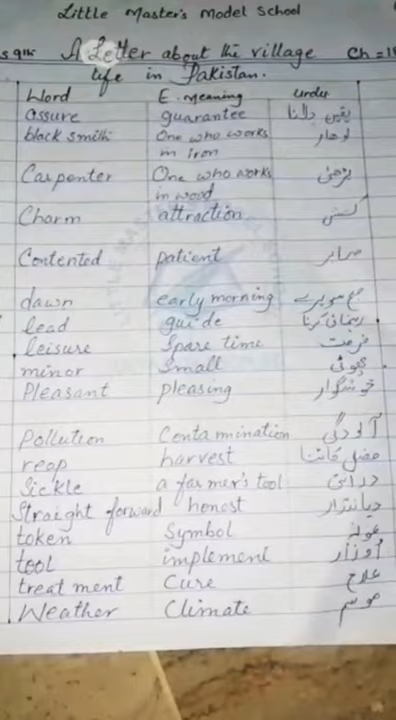 Little Master's Model School
s 9th A Letter about the village Ch = 1
life in Pakistan.
Word E. Meaning Urdu
assure guarantee یقین دلانا
black smith One who works لوہار
in iron
Carpenter One who works بڑھئی
in wood
Charm attraction کشش
Contented patient صابر
dawn early morning صبح سویرے
lead guide رہنمائی کرنا
leisure Spare time فرصت
minor Small
Pleasant pleasing خوشگوار
Pollution Contamination آلودگی
reap harvest فصل کاٹنا
Sickle a farmer's tool درانتی
Straight forward honest دیانتدار
token Symbol
tool implement اوزار
treat ment Cure علاج
Weather Climate موسم